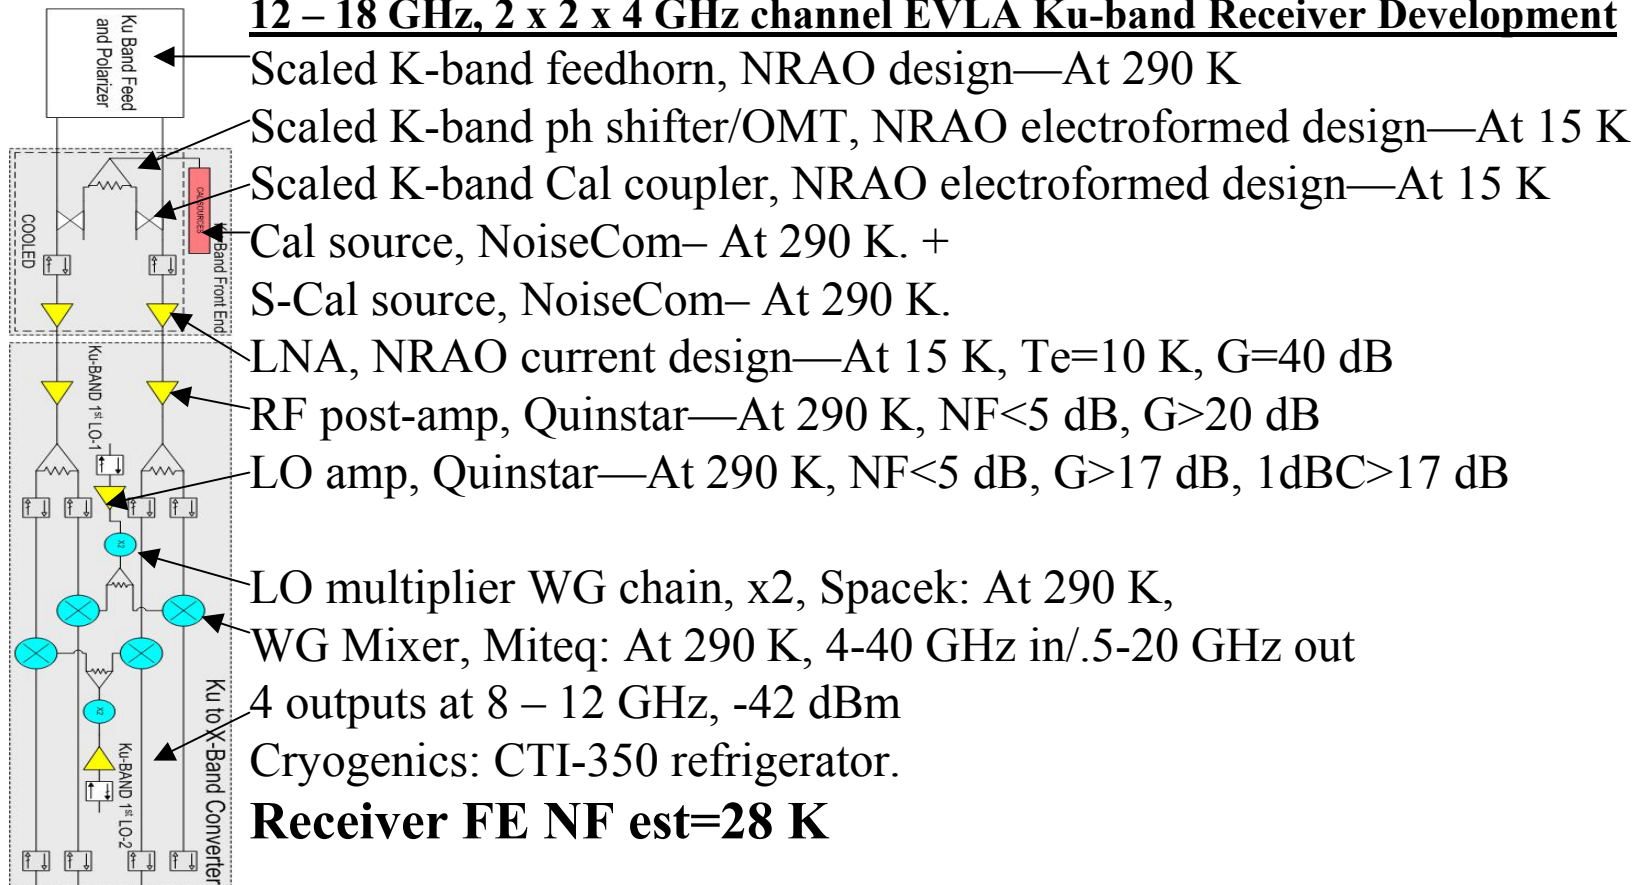 12 – 18 GHz, 2 x 2 x 4 GHz channel EVLA Ku-band Receiver Development
Scaled K-band feedhorn, NRAO design—At 290 K
Scaled K-band ph shifter/OMT, NRAO electroformed design—At 15 K
Scaled K-band Cal coupler, NRAO electroformed design—At 15 K
Cal source, NoiseCom– At 290 K. +
S-Cal source, NoiseCom– At 290 K.
LNA, NRAO current design—At 15 K, Te=10 K, G=40 dB
RF post-amp, Quinstar—At 290 K, NF<5 dB, G>20 dB
LO amp, Quinstar—At 290 K, NF<5 dB, G>17 dB, 1dBC>17 dB
LO multiplier WG chain, x2, Spacek: At 290 K,
WG Mixer, Miteq: At 290 K, 4-40 GHz in/.5-20 GHz out
4 outputs at 8 – 12 GHz, -42 dBm
Cryogenics: CTI-350 refrigerator.
Receiver FE NF est=28 K
Ku Band Feed
and Polarizer
COOLED
CAL SOURCES
Band Front End
Ku-BAND 1st LO-1
X2
X2
Ku-BAND 1st LO-2
Ku to X-Band Converter